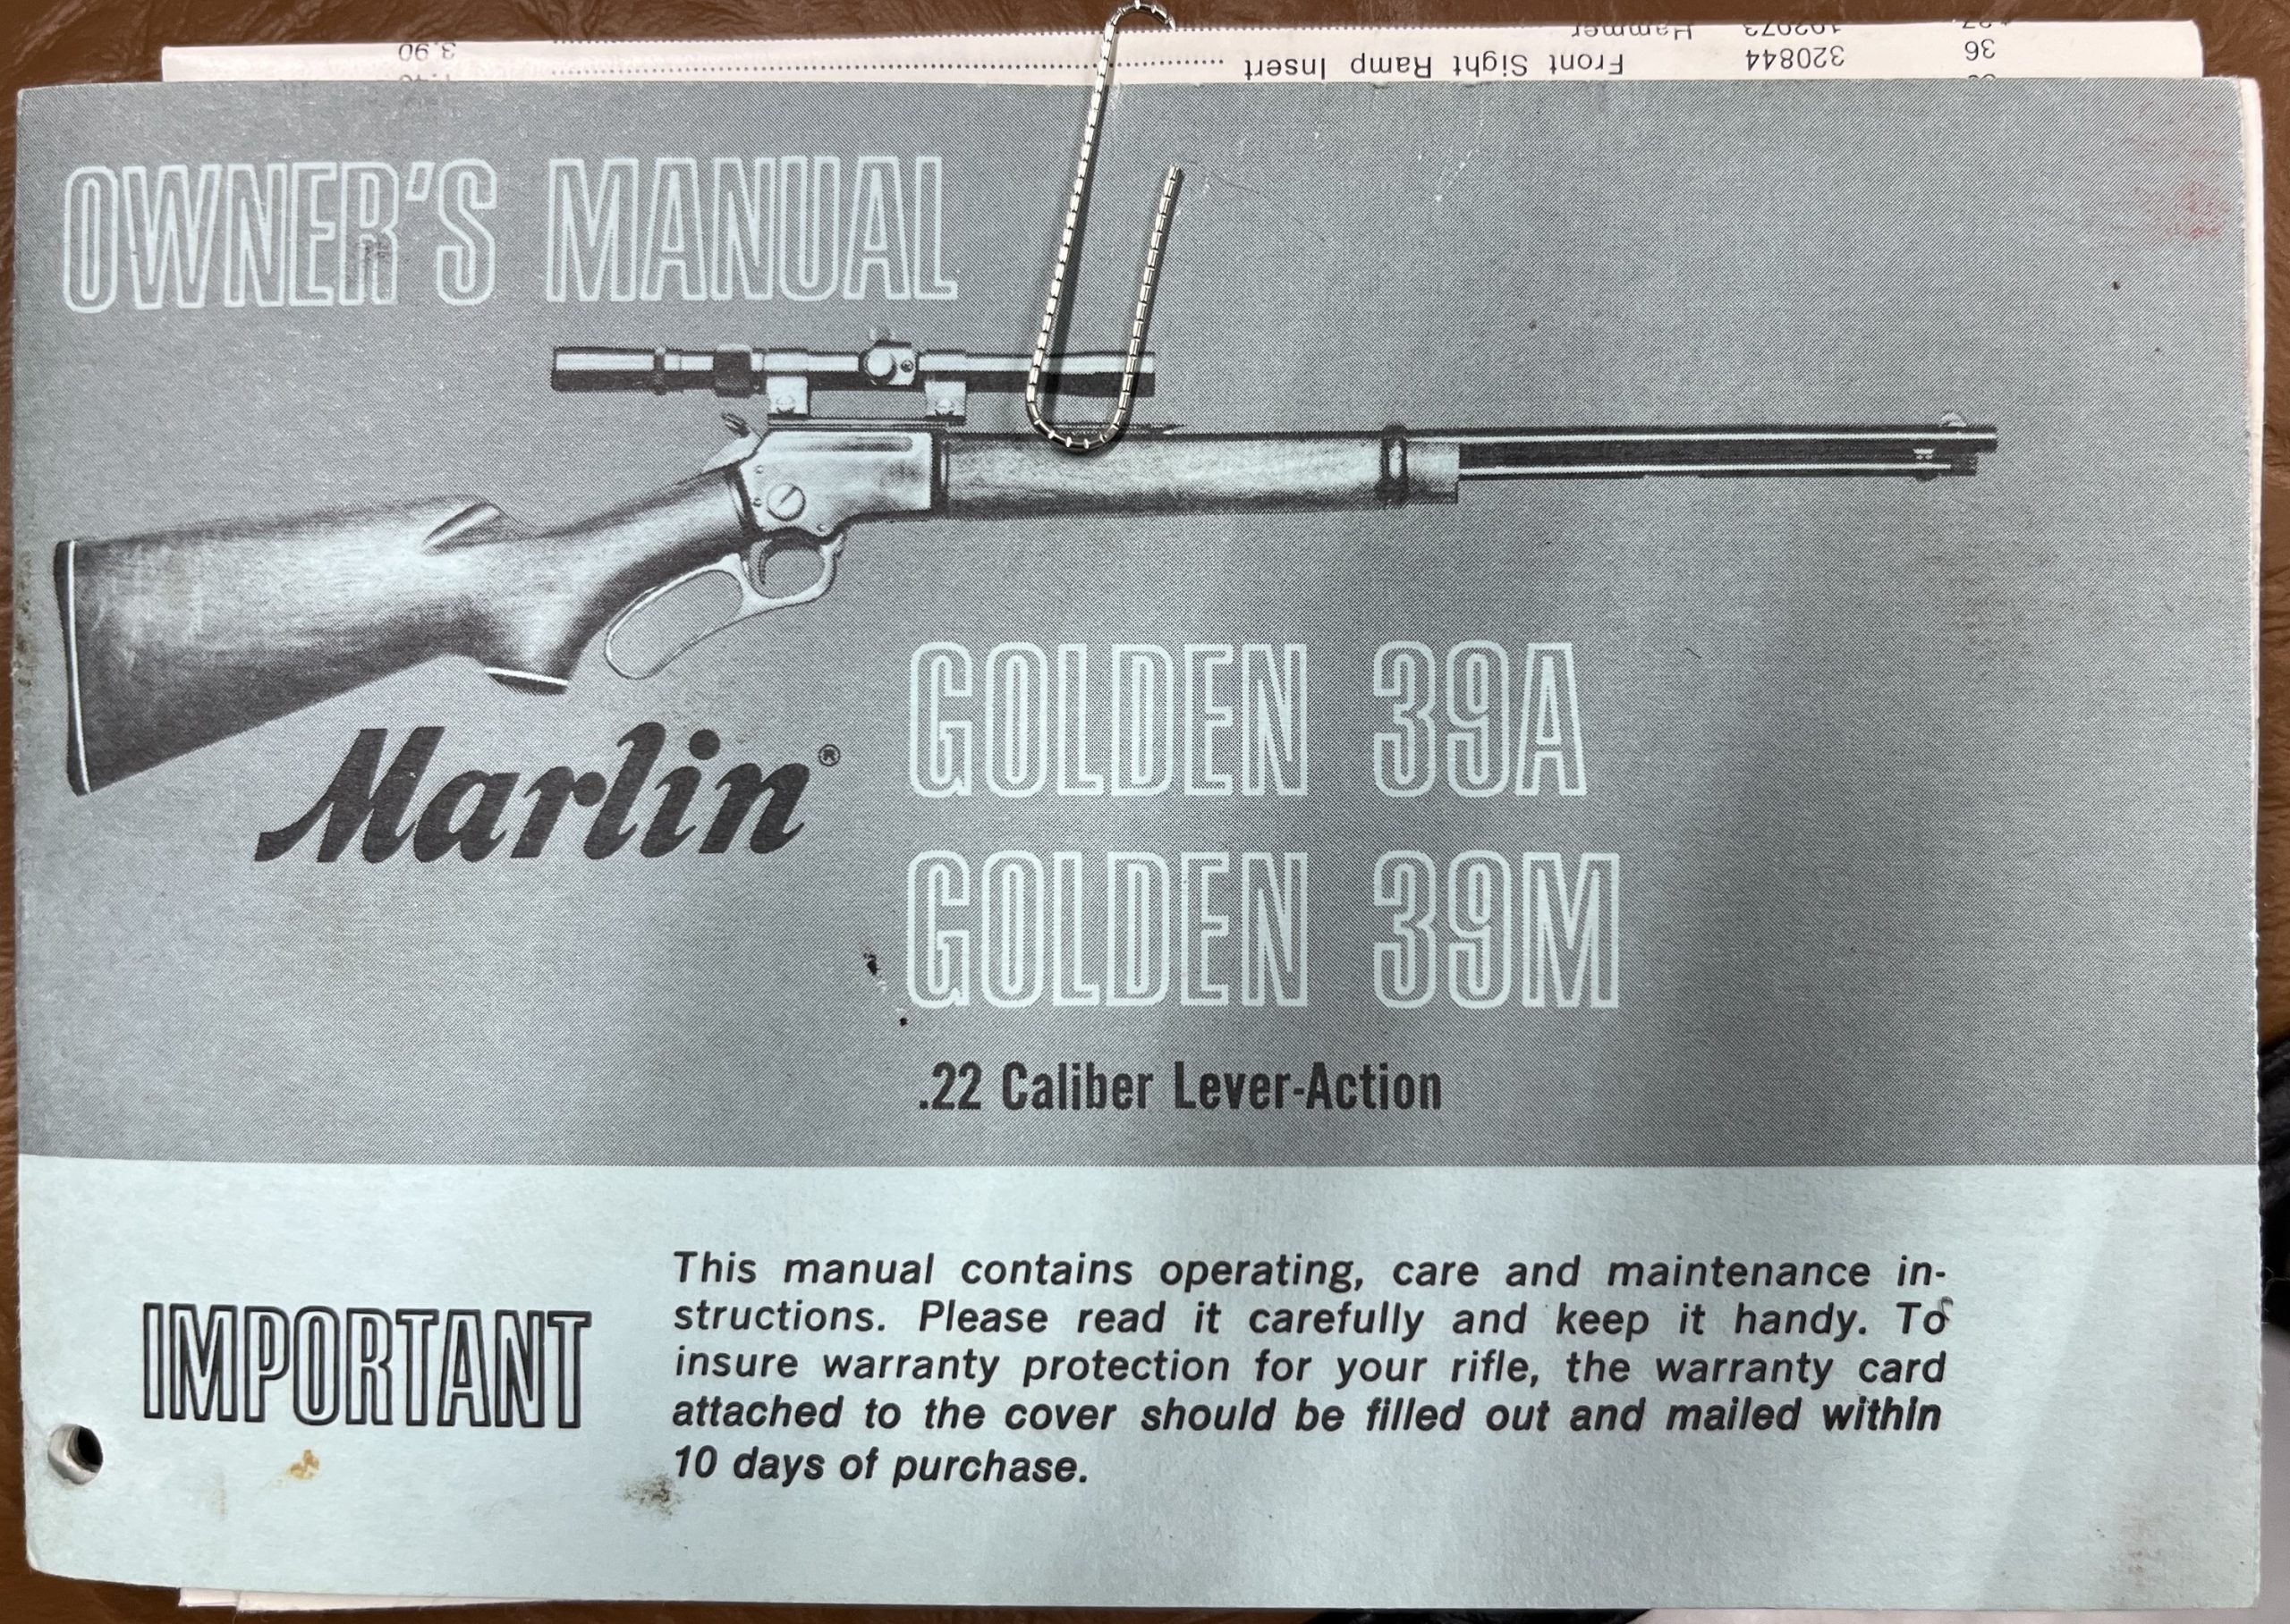 102073 Hammer 3.90
36 320844 Front Sight Ramp Insert
OWNER'S MANUAL
Marlin®
GOLDEN 39A
GOLDEN 39M
.22 Caliber Lever-Action
IMPORTANT
This manual contains operating, care and maintenance in-
structions. Please read it carefully and keep it handy. To
insure warranty protection for your rifle, the warranty card
attached to the cover should be filled out and mailed within
10 days of purchase.